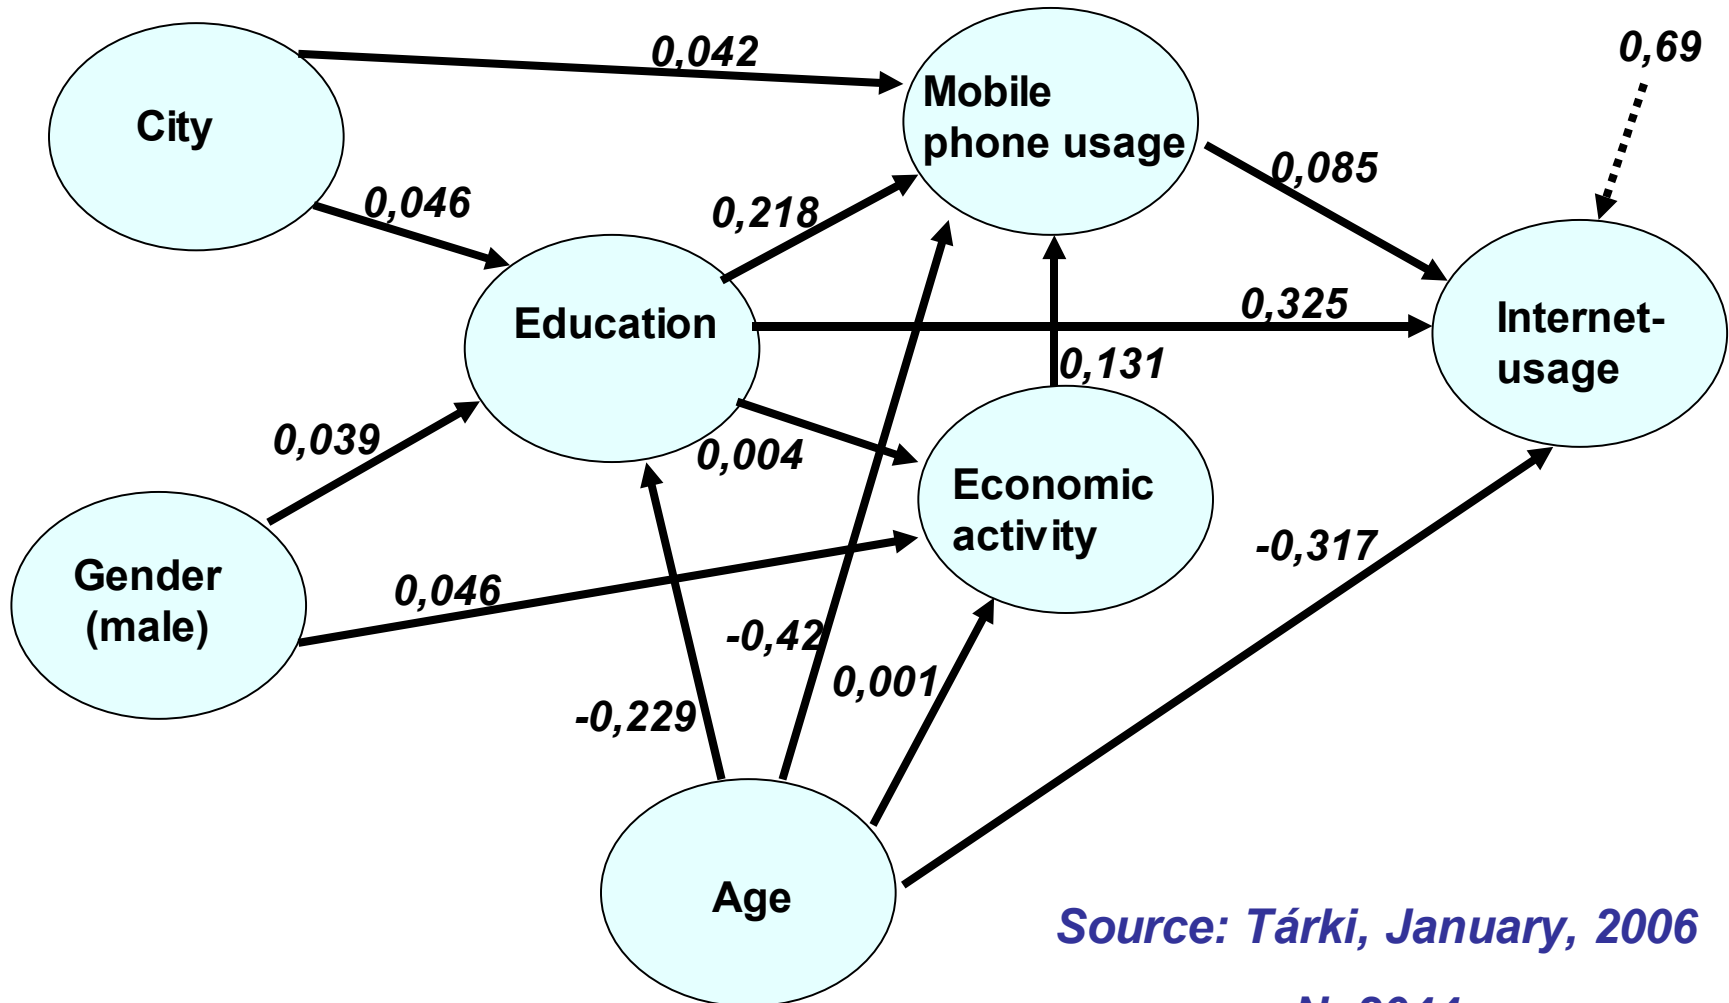 0,042
0,69
Mobile
phone usage
City
0,085
0,046
0,218
Education
0,325
Internet-
usage
0,131
0,039
0,004
Economic
activity
-0,317
Gender
(male)
0,046
-0,42
0,001
-0,229
Age
Source: Tárki, January, 2006